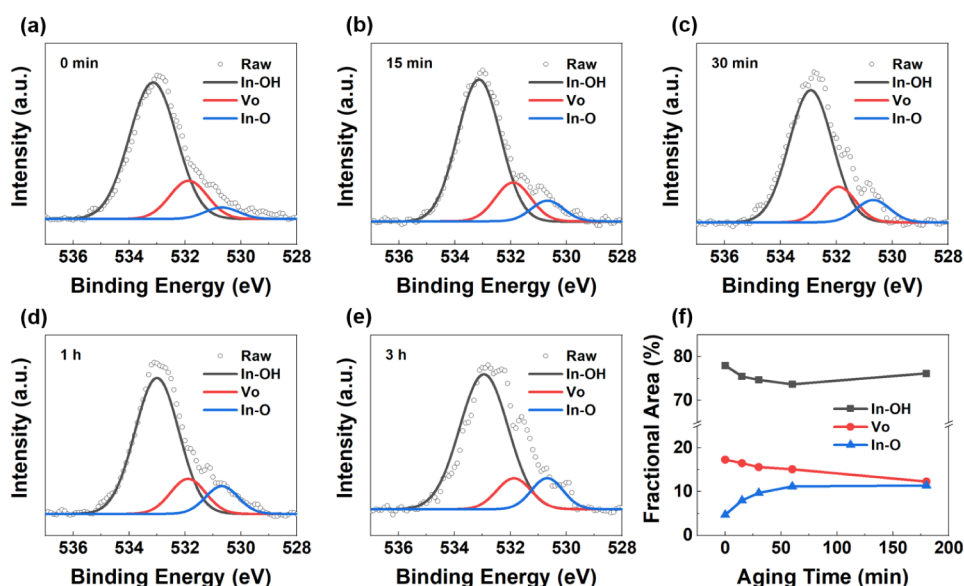 (a)
0 min
Raw
In-OH
Vo
In-O
Intensity (a.u.)
536 534 532 530 528
Binding Energy (eV)
(b)
15 min
Raw
In-OH
Vo
In-O
Intensity (a.u.)
536 534 532 530 528
Binding Energy (eV)
(c)
30 min
Raw
In-OH
Vo
In-O
Intensity (a.u.)
536 534 532 530 528
Binding Energy (eV)
(d)
1 h
Raw
In-OH
Vo
In-O
Intensity (a.u.)
536 534 532 530 528
Binding Energy (eV)
(e)
3 h
Raw
In-OH
Vo
In-O
Intensity (a.u.)
536 534 532 530 528
Binding Energy (eV)
(f)
Fractional Area (%)
80
70
20
10
0
In-OH
Vo
In-O
0 50 100 150 200
Aging Time (min)